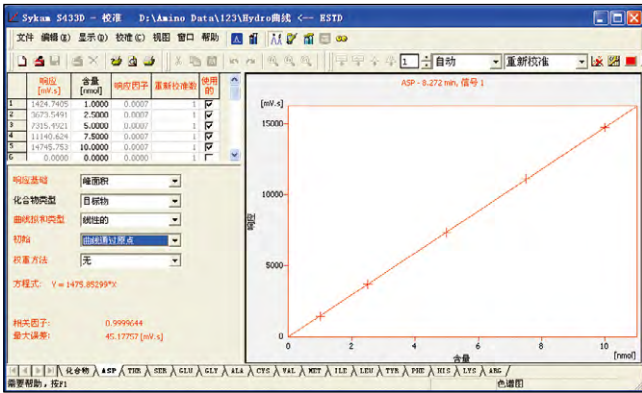 Sykam S433D - 校准 D:\Amino Data\123\Hydro曲线 <-- ESTD
文件 编辑(E) 显示(D) 校准(C) 视图 窗口 帮助
1 自动 重新校准
响应 [mV.s] 含量 [nmol] 响应因子 重新校准数 使用的
1 1424.7405 1.0000 0.0007 1
2 3673.5491 2.5000 0.0007 1
3 7315.4921 5.0000 0.0007 1
4 11140.624 7.5000 0.0007 1
5 14745.753 10.0000 0.0007 1
6 0.0000 0.0000 0.0000 1
响应基础 峰面积
化合物类型 目标物
曲线拟和类型 线性的
初始 曲线通过原点
权重方法 无
方程式: Y = 1475.85299*X
相关因子: 0.9999644
最大误差: 45.17757 [mV.s]
ASP - 8.272 min, 信号 1
[mV.s]
15000
10000
响应
5000
0
0 2 4 6 8 10
含量 [nmol]
化合物 ASP THR SER GLU GLY ALA CYS VAL MET ILE LEU TYR PHE HIS LYS ARG
需要帮助，按F1 色谱图